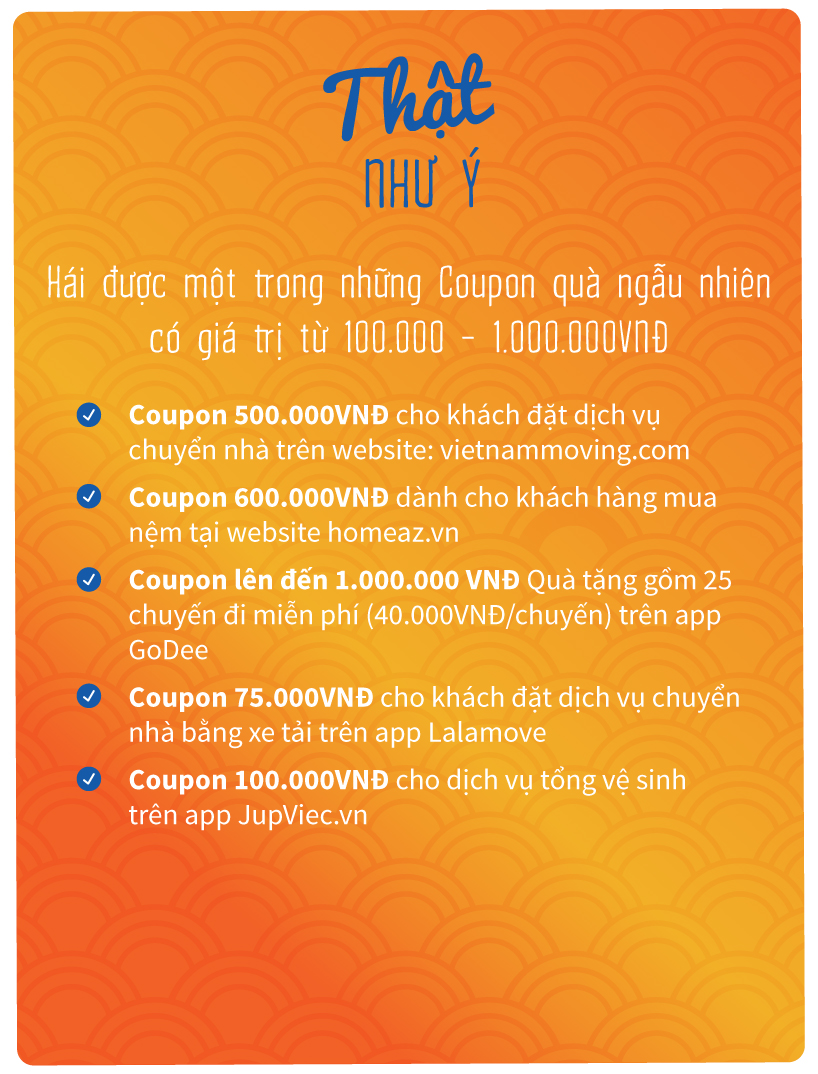 Thật
NHƯ Ý
Hái được một trong những Coupon quà ngẫu nhiên
có giá trị từ 100.000 - 1.000.000VNĐ
Coupon 500.000VNĐ cho khách đặt dịch vụ
chuyển nhà trên website: vietnammoving.com
Coupon 600.000VNĐ dành cho khách hàng mua
nệm tại website homeaz.vn
Coupon lên đến 1.000.000 VNĐ Quà tặng gồm 25
chuyến đi miễn phí (40.000VNĐ/chuyến) trên app
GoDee
Coupon 75.000VNĐ cho khách đặt dịch vụ chuyển
nhà bằng xe tải trên app Lalamove
Coupon 100.000VNĐ cho dịch vụ tổng vệ sinh
trên app JupViec.vn